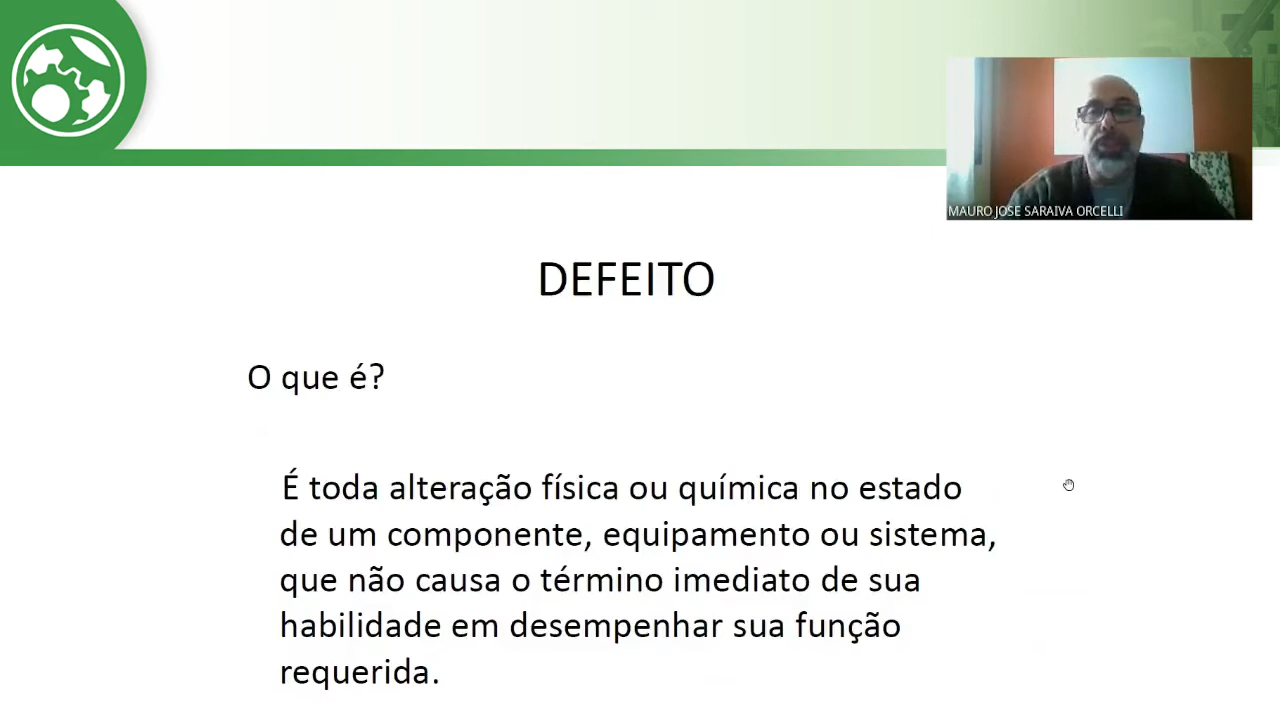 MAURO JOSE SARAIVA ORCELLI
DEFEITO
O que é?
É toda alteração física ou química no estado
de um componente, equipamento ou sistema,
que não causa o término imediato de sua
habilidade em desempenhar sua função
requerida.